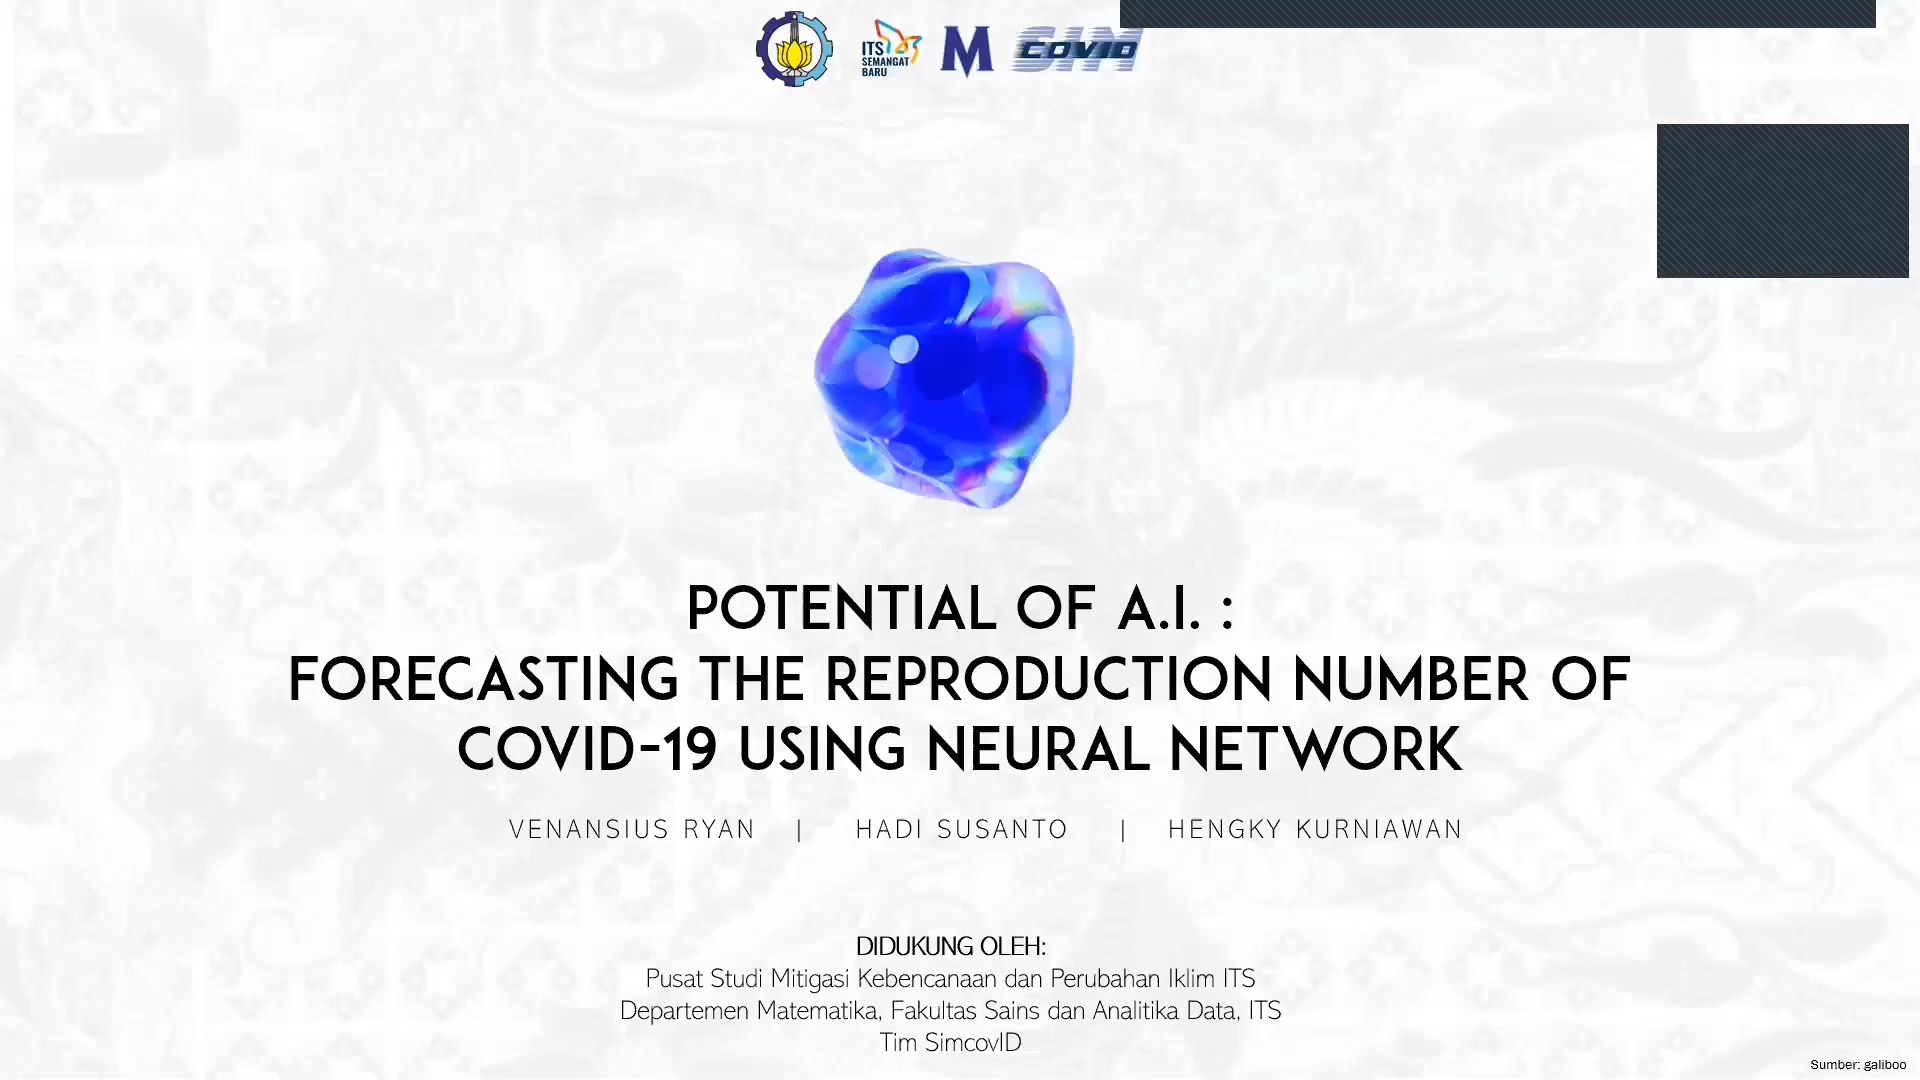 ITS
SEMANGAT
BARU
M
SIM
COVID
POTENTIAL OF A.I. :
FORECASTING THE REPRODUCTION NUMBER OF
COVID-19 USING NEURAL NETWORK
VENANSIUS RYAN | HADI SUSANTO | HENGKY KURNIAWAN
DIDUKUNG OLEH:
Pusat Studi Mitigasi Kebencanaan dan Perubahan Iklim ITS
Departemen Matematika, Fakultas Sains dan Analitika Data, ITS
Tim SimcovID
Sumber: galiboo